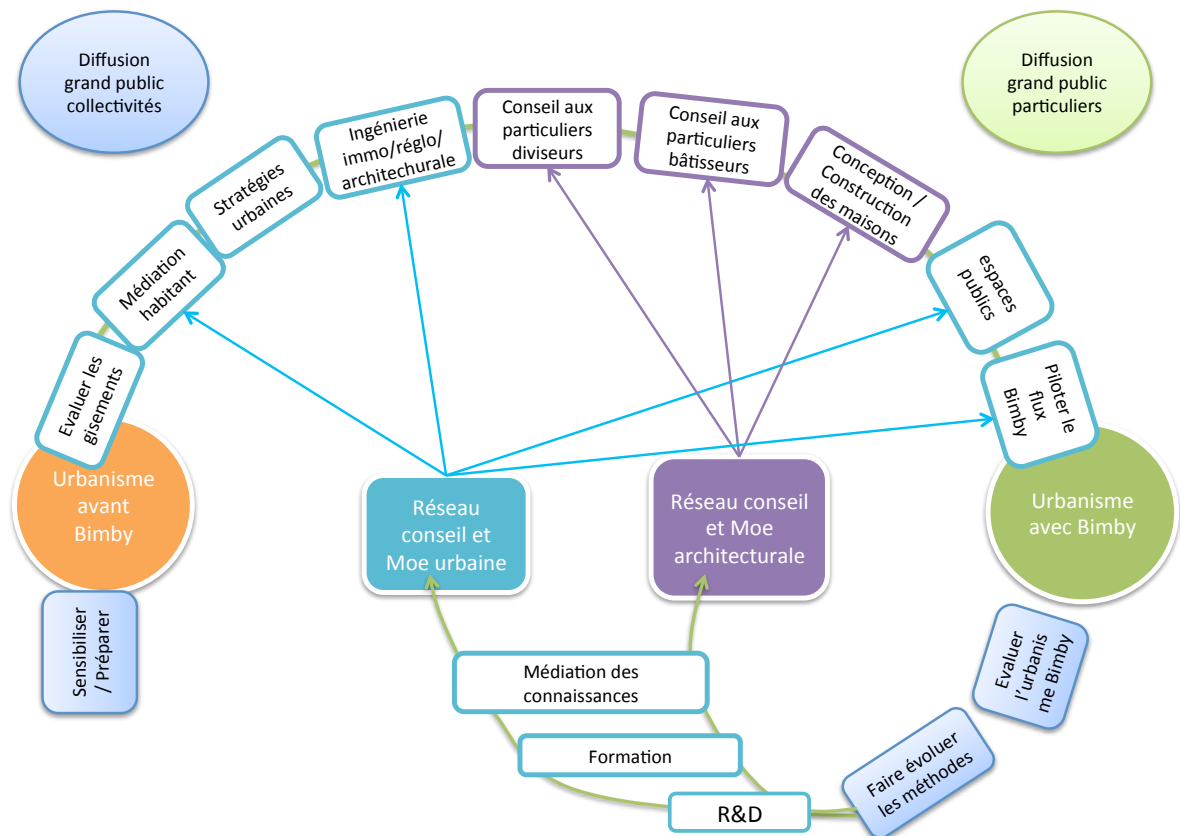 Diffusion
grand public
collectivités
Diffusion
grand public
particuliers
Ingénierie
immo/réglo/
architechurale
Conseil aux
particuliers
diviseurs
Conseil aux
particuliers
bâtisseurs
Conception /
Construction
des maisons
Stratégies
urbaines
Médiation
habitant
Evaluer les
gisements
espaces
publics
Piloter le
flux
Bimby
Urbanisme
avant
Bimby
Réseau
conseil et
Moe urbaine
Réseau conseil
et Moe
architecturale
Urbanisme
avec Bimby
Sensibiliser
/ Préparer
Evaluer
l'urbanis
me Bimby
Médiation des
connaissances
Formation
Faire évoluer
les méthodes
R&D